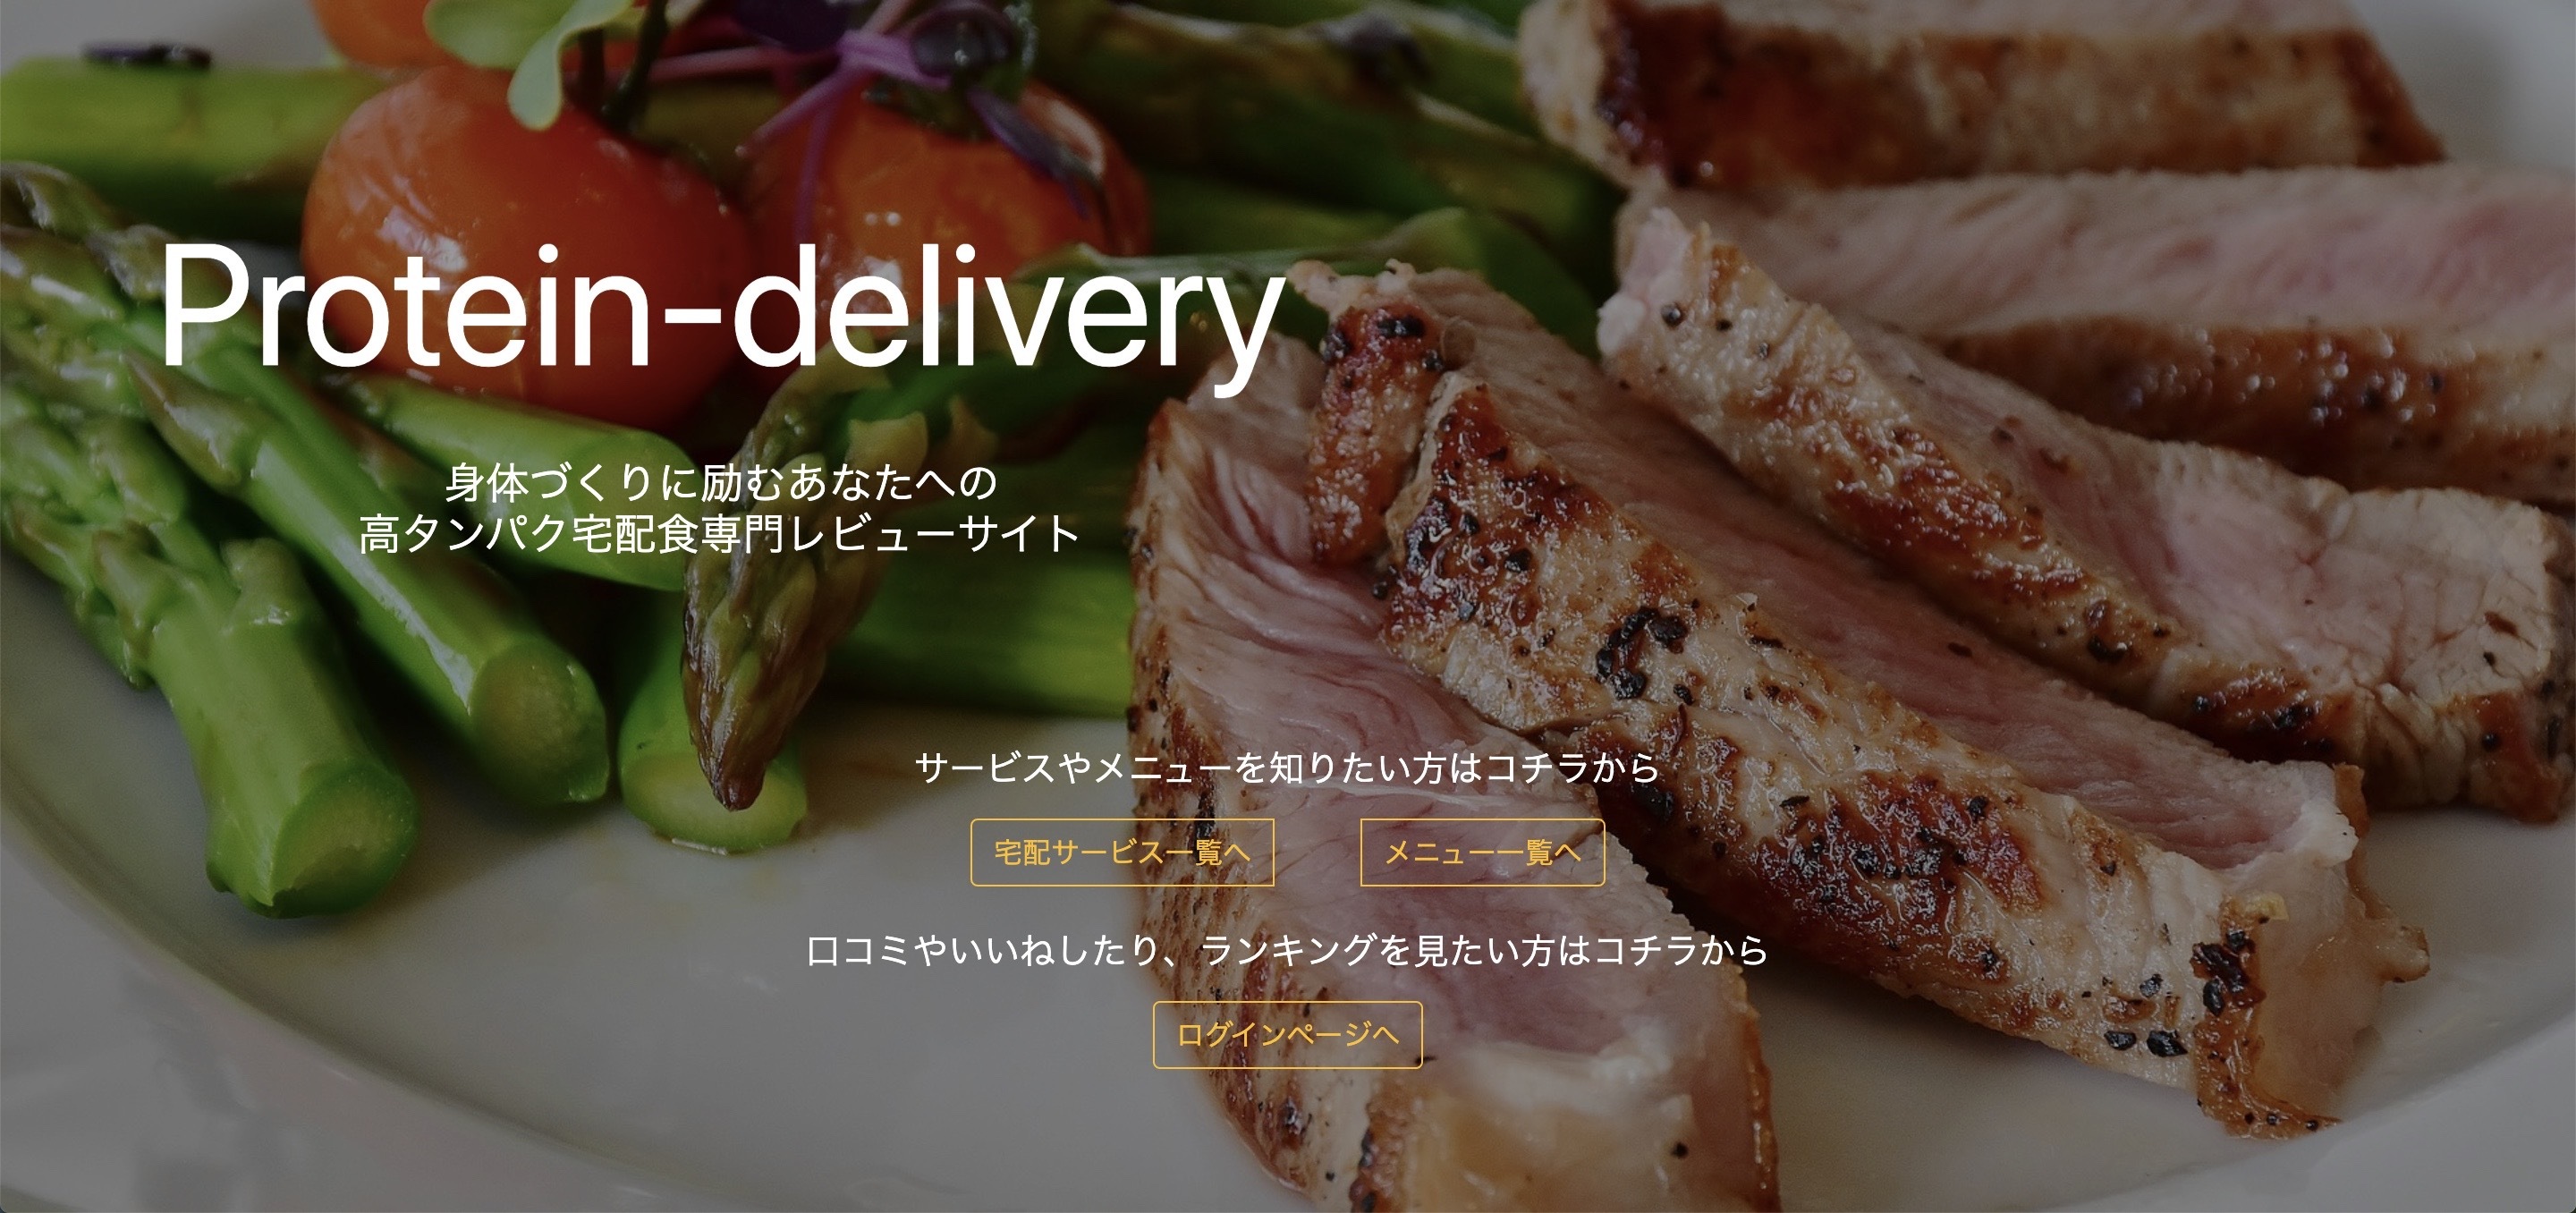 Protein-delivery
身体づくりに励むあなたへの
高タンパク宅配食専門レビューサイト
サービスやメニューを知りたい方はコチラから
宅配サービス一覧へ
メニュー一覧へ
口コミやいいねしたり、ランキングを見たい方はコチラから
ログインページへ